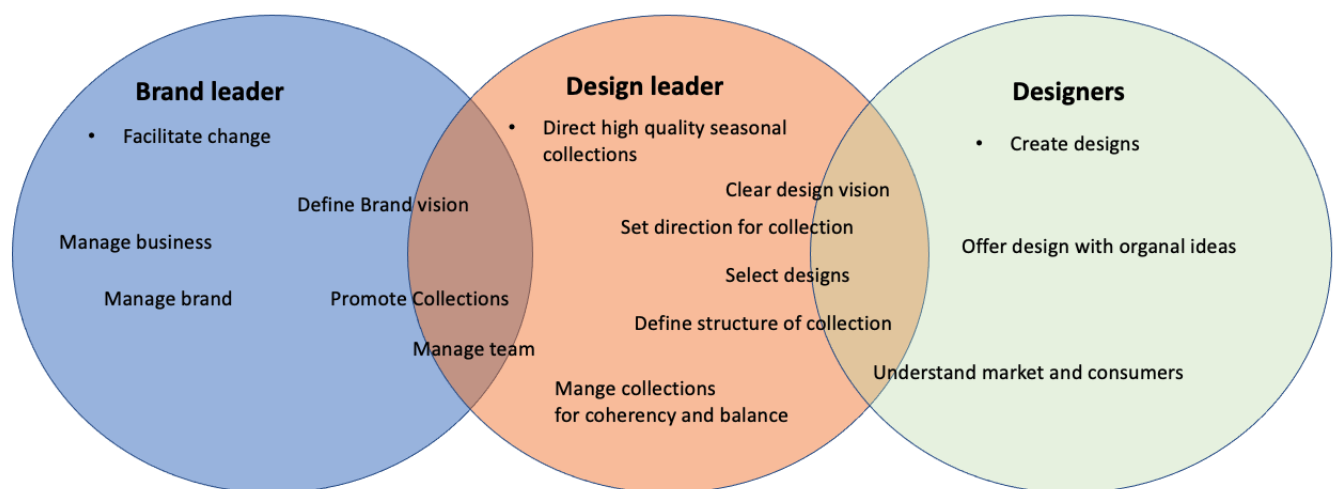 Brand leader
• Facilitate change
Define Brand vision
Manage business
Manage brand
Promote Collections
Manage team
Design leader
• Direct high quality seasonal
collections
Clear design vision
Set direction for collection
Select designs
Define structure of collection
Mange collections
for coherency and balance
Designers
• Create designs
Offer design with organal ideas
Understand market and consumers